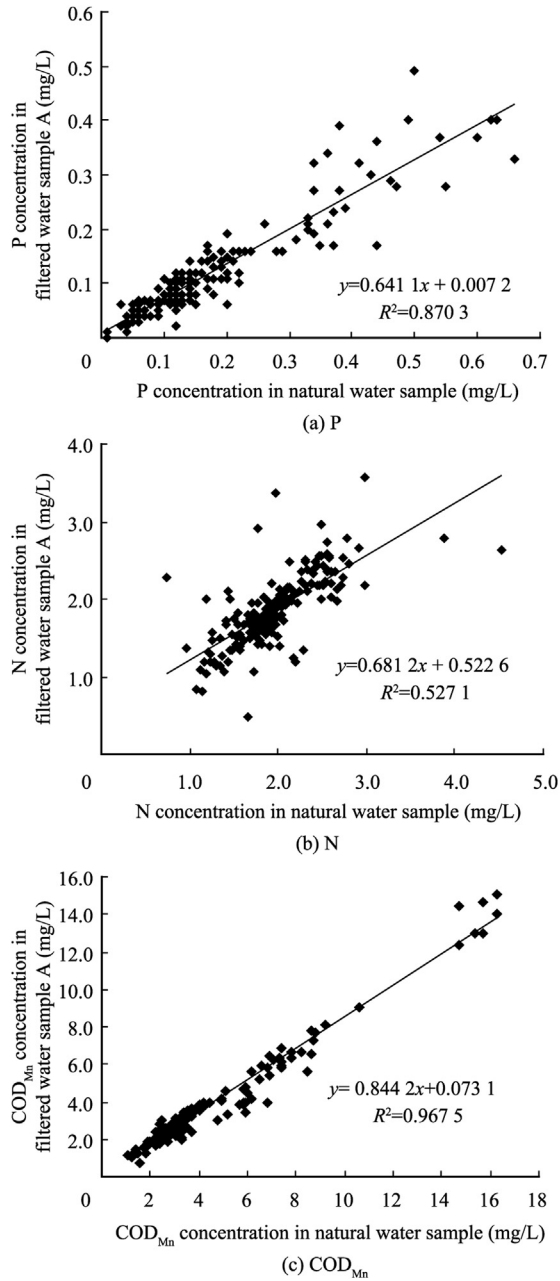 0.6
0.5
0.4
0.3
0.2
0.1
P concentration in
filtered water sample A (mg/L)
y=0.641 1x + 0.007 2
R²=0.870 3
0 0.1 0.2 0.3 0.4 0.5 0.6 0.7
P concentration in natural water sample (mg/L)
(a) P
4.0
3.0
2.0
1.0
N concentration in
filtered water sample A (mg/L)
y=0.681 2x + 0.522 6
R²=0.527 1
0 1.0 2.0 3.0 4.0 5.0
N concentration in natural water sample (mg/L)
(b) N
16.0
14.0
12.0
10.0
8.0
6.0
4.0
2.0
COD_Mn concentration in
filtered water sample A (mg/L)
y= 0.844 2x+0.073 1
R²=0.967 5
0 2 4 6 8 10 12 14 16 18
COD_Mn concentration in natural water sample (mg/L)
(c) COD_Mn